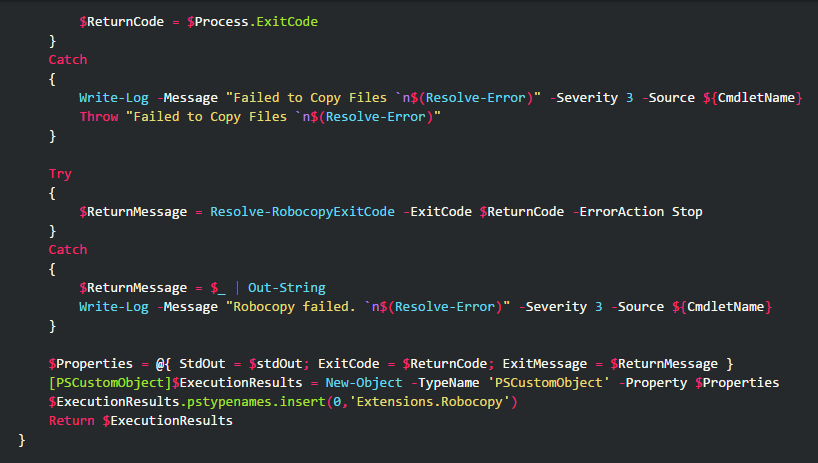 $ReturnCode = $Process.ExitCode
}
Catch
{
Write-Log -Message "Failed to Copy Files `n$(Resolve-Error)" -Severity 3 -Source ${CmdletName}
Throw "Failed to Copy Files `n$(Resolve-Error)"
}
Try
{
$ReturnMessage = Resolve-RobocopyExitCode -ExitCode $ReturnCode -ErrorAction Stop
}
Catch
{
$ReturnMessage = $_ | Out-String
Write-Log -Message "Robocopy failed. `n$(Resolve-Error)" -Severity 3 -Source ${CmdletName}
}
$Properties = @{ StdOut = $stdOut; ExitCode = $ReturnCode; ExitMessage = $ReturnMessage }
[PSCustomObject]$ExecutionResults = New-Object -TypeName 'PSCustomObject' -Property $Properties
$ExecutionResults.pstypenames.insert(0,'Extensions.Robocopy')
Return $ExecutionResults
}